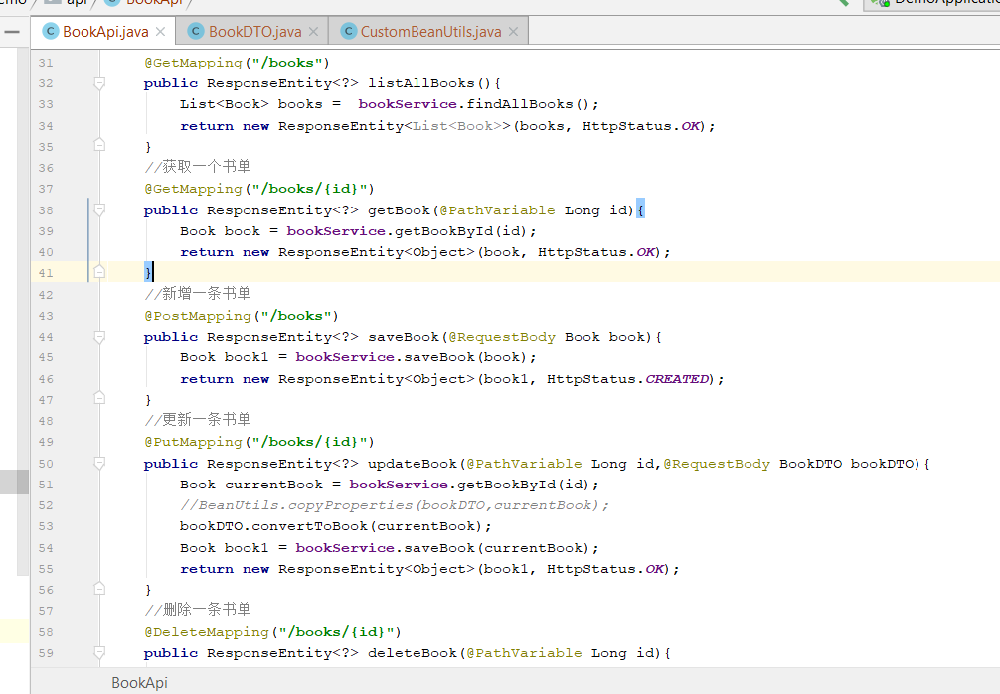 BookApi.java × BookDTO.java × CustomBeanUtils.java ×
31 @GetMapping("/books")
32 public ResponseEntity<?> listAllBooks(){
33 List<Book> books =  bookService.findAllBooks();
34 return new ResponseEntity<List<Book>>(books, HttpStatus.OK);
35 }
36 //获取一个书单
37 @GetMapping("/books/{id}")
38 public ResponseEntity<?> getBook(@PathVariable Long id){
39 Book book = bookService.getBookById(id);
40 return new ResponseEntity<Object>(book, HttpStatus.OK);
41 }
42 //新增一条书单
43 @PostMapping("/books")
44 public ResponseEntity<?> saveBook(@RequestBody Book book){
45 Book book1 = bookService.saveBook(book);
46 return new ResponseEntity<Object>(book1, HttpStatus.CREATED);
47 }
48 //更新一条书单
49 @PutMapping("/books/{id}")
50 public ResponseEntity<?> updateBook(@PathVariable Long id,@RequestBody BookDTO bookDTO){
51 Book currentBook = bookService.getBookById(id);
52 //BeanUtils.copyProperties(bookDTO,currentBook);
53 bookDTO.convertToBook(currentBook);
54 Book book1 = bookService.saveBook(currentBook);
55 return new ResponseEntity<Object>(book1, HttpStatus.OK);
56 }
57 //删除一条书单
58 @DeleteMapping("/books/{id}")
59 public ResponseEntity<?> deleteBook(@PathVariable Long id){
BookApi